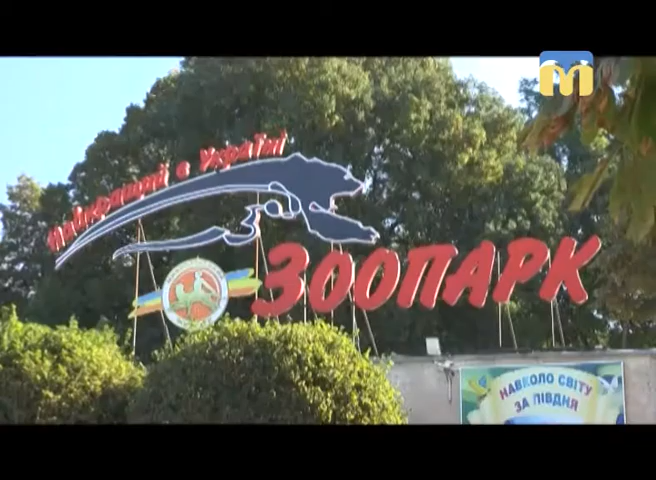 m
Найкращий в Україні
ЗООПАРК
НАВКОЛО СВІТУ
ЗА ПІВДНЯ